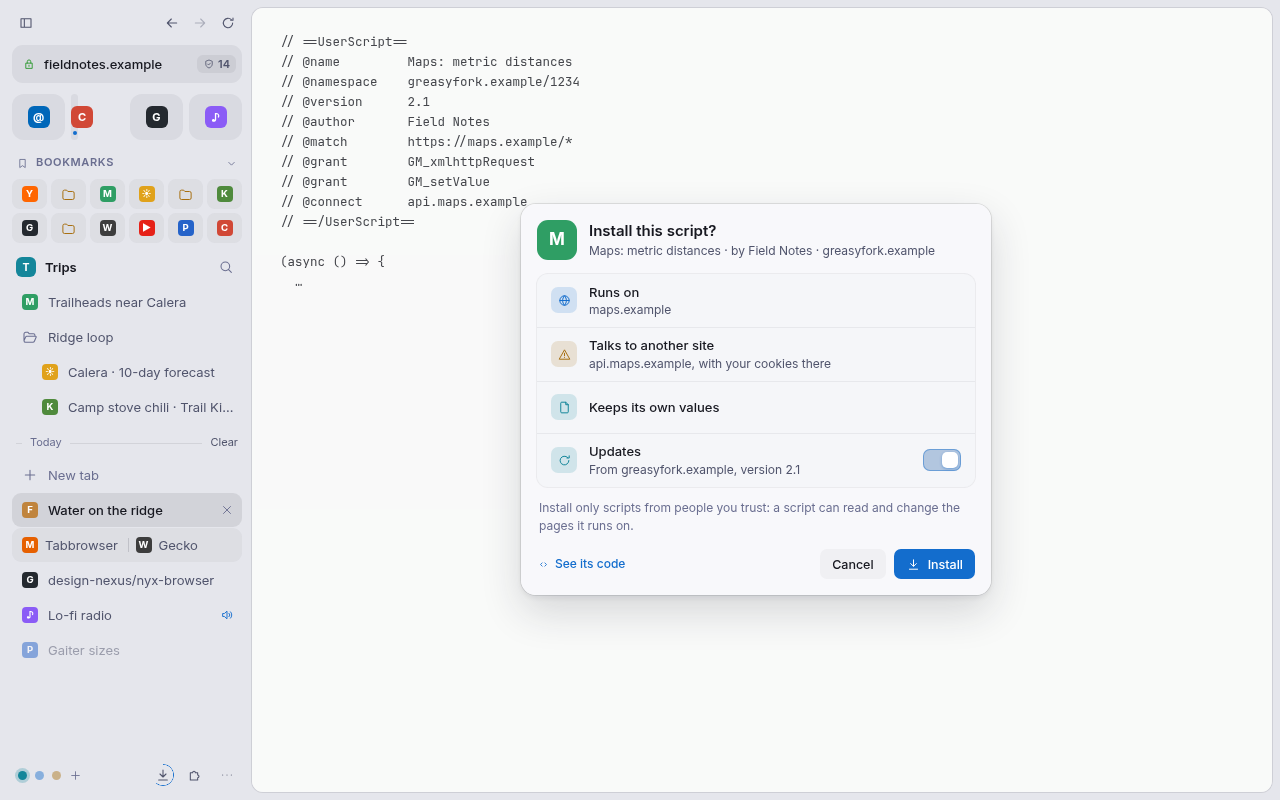 fieldnotes.example
14
@
C
G
BOOKMARKS
Y
M
K
G
W
P
C
T
Trips
M
Trailheads near Calera
Ridge loop
Calera · 10-day forecast
K
Camp stove chili · Trail Ki…
Today
Clear
New tab
F
Water on the ridge
M
Tabbrowser
W
Gecko
G
design-nexus/nyx-browser
Lo-fi radio
P
Gaiter sizes
// ==UserScript==
// @name Maps: metric distances
// @namespace greasyfork.example/1234
// @version 2.1
// @author Field Notes
// @match https://maps.example/*
// @grant GM_xmlhttpRequest
// @grant GM_setValue
// @connect api.maps.example
// ==/UserScript==
(async () => {
…
M
Install this script?
Maps: metric distances · by Field Notes · greasyfork.example
Runs on
maps.example
Talks to another site
api.maps.example, with your cookies there
Keeps its own values
Updates
From greasyfork.example, version 2.1
Install only scripts from people you trust: a script can read and change the
pages it runs on.
See its code
Cancel
Install